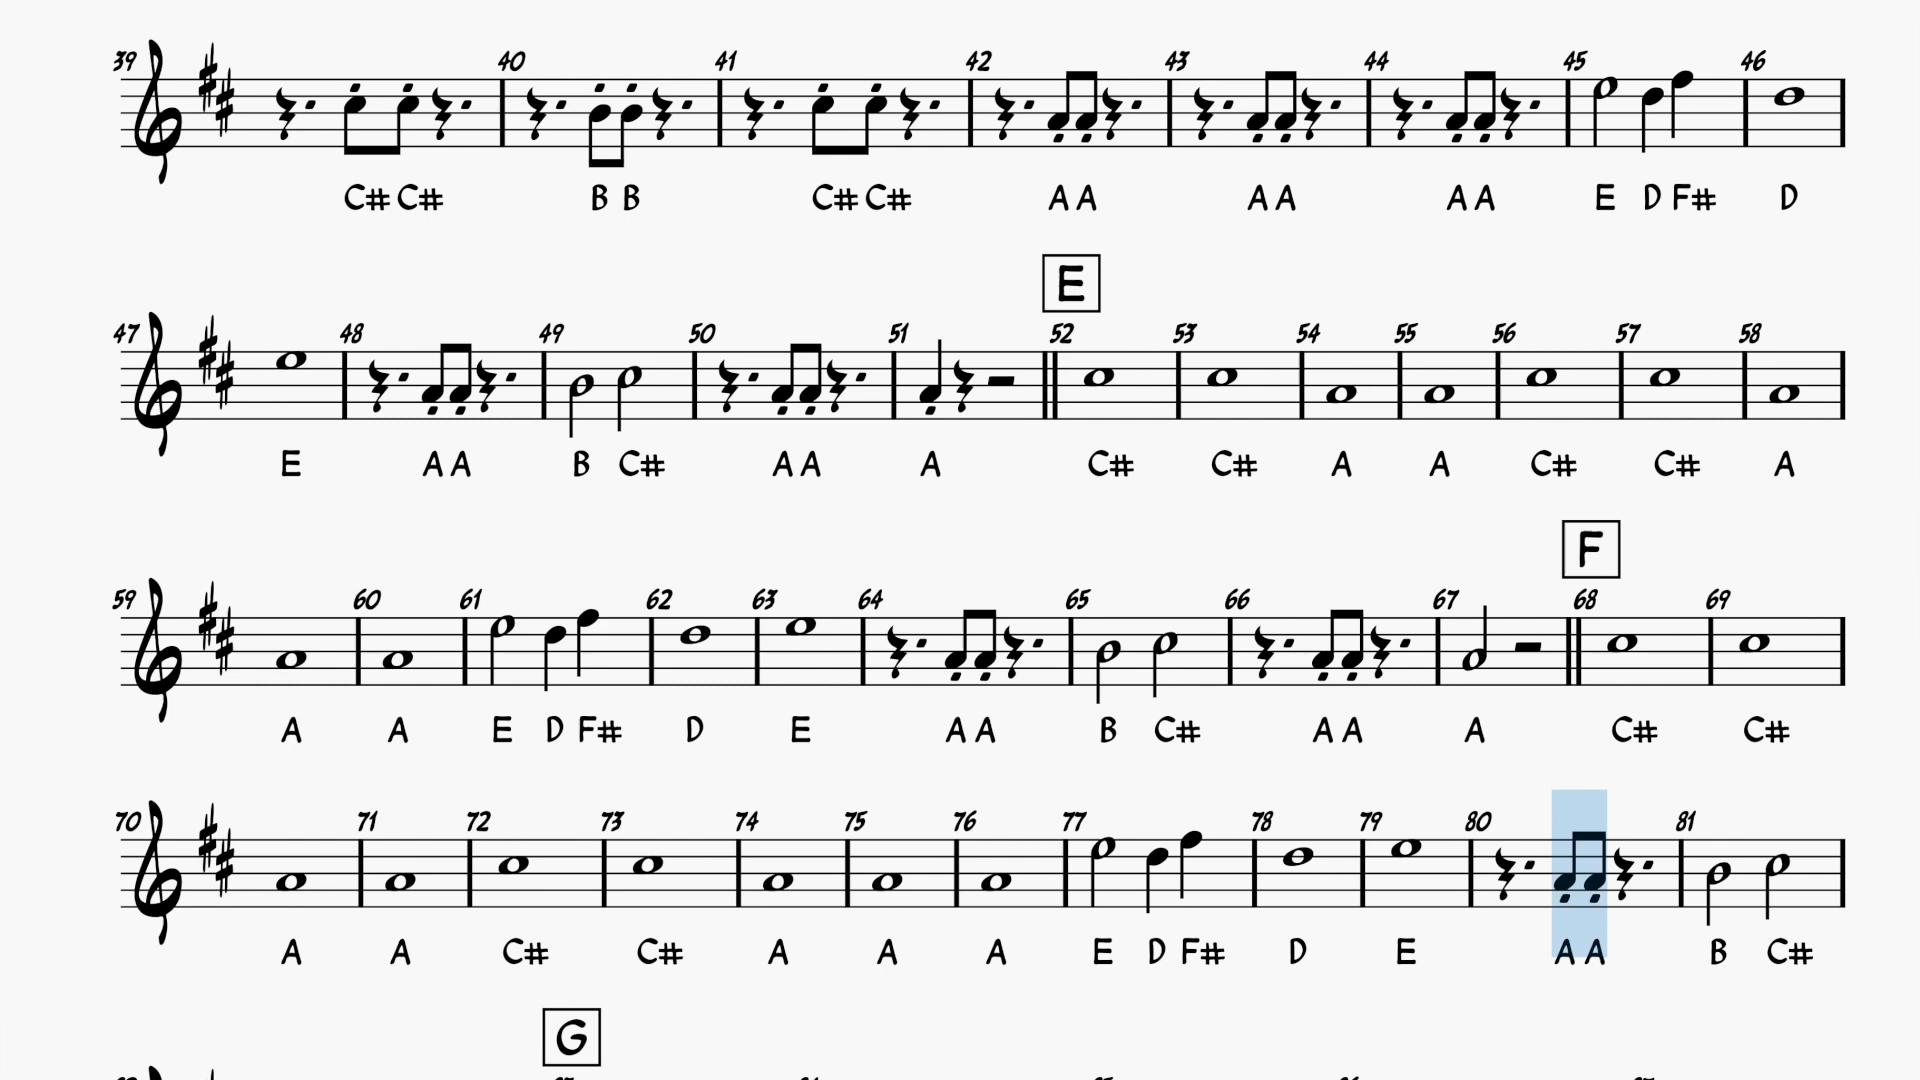 39 40 41 42 43 44 45 46
C# C# B B C# C# A A A A A A E D F# D
E
47 48 49 50 51 52 53 54 55 56 57 58
E A A B C# A A A C# C# A A C# C# A
F
59 60 61 62 63 64 65 66 67 68 69
A A E D F# D E A A B C# A A A C# C#
70 71 72 73 74 75 76 77 78 79 80 81
A A C# C# A A A E D F# D E A A B C#
G